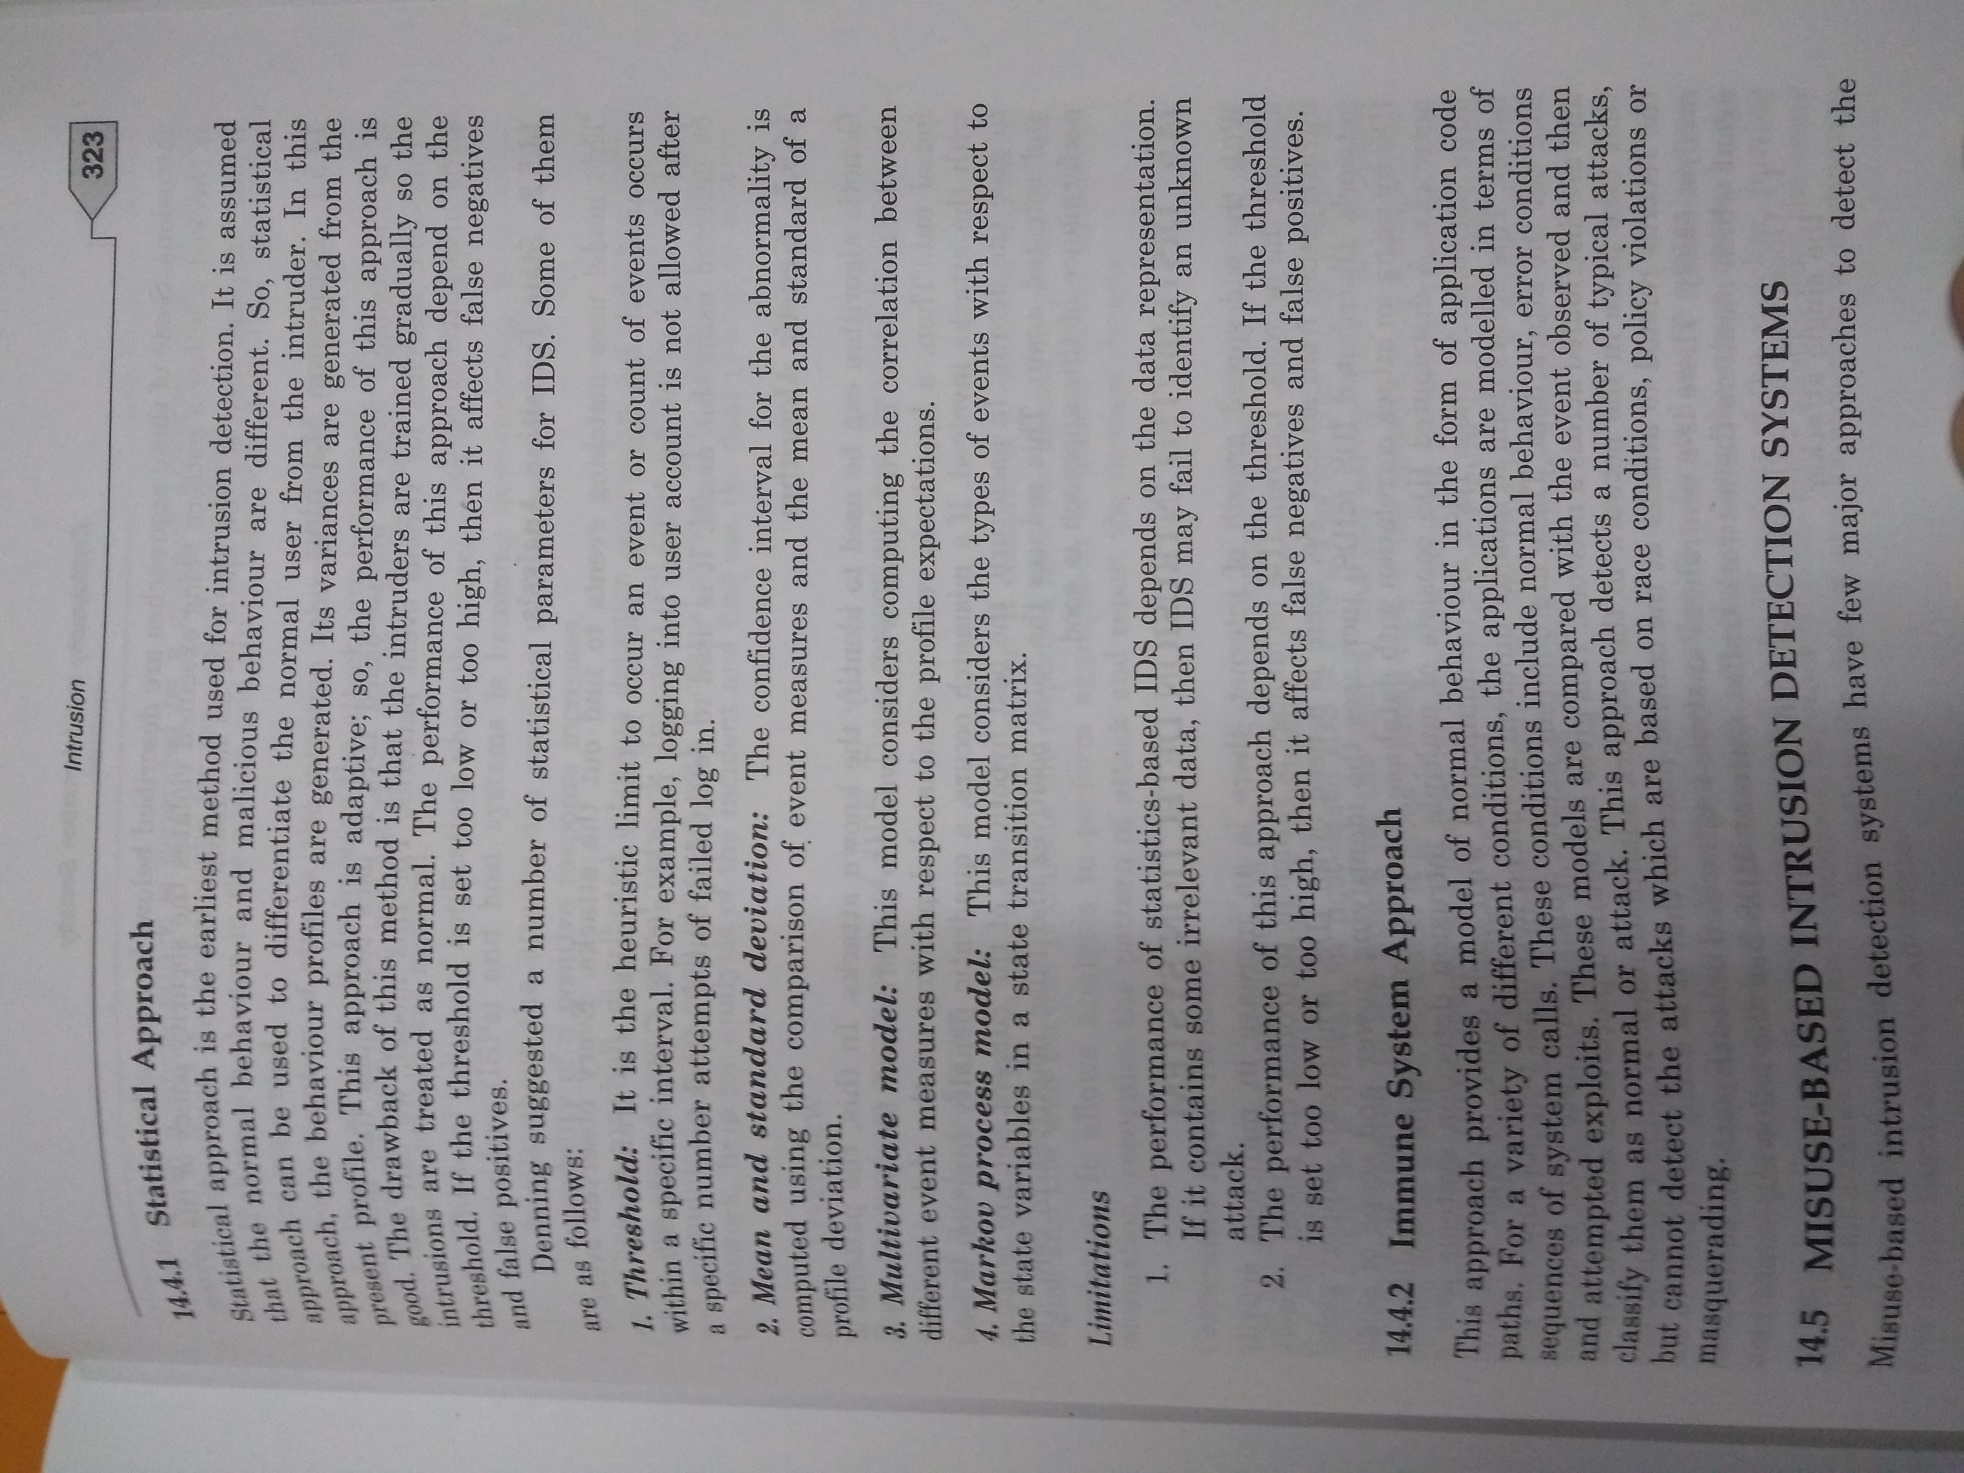 Intrusion
323
14.4.1 Statistical Approach
Statistical approach is the earliest method used for intrusion detection. It is assumed
that the normal behaviour and malicious behaviour are different. So, statistical
approach can be used to differentiate the normal user from the intruder. In this
approach, the behaviour profiles are generated. Its variances are generated from the
present profile. This approach is adaptive; so, the performance of this approach is
good. The drawback of this method is that the intruders are trained gradually so the
intrusions are treated as normal. The performance of this approach depend on the
threshold. If the threshold is set too low or too high, then it affects false negatives
and false positives.
Denning suggested a number of statistical parameters for IDS. Some of them
are as follows:
1. Threshold: It is the heuristic limit to occur an event or count of events occurs
within a specific interval. For example, logging into user account is not allowed after
a specific number attempts of failed log in.
2. Mean and standard deviation: The confidence interval for the abnormality is
computed using the comparison of event measures and the mean and standard of a
profile deviation.
3. Multivariate model: This model considers computing the correlation between
different event measures with respect to the profile expectations.
4. Markov process model: This model considers the types of events with respect to
the state variables in a state transition matrix.
Limitations
1. The performance of statistics-based IDS depends on the data representation.
If it contains some irrelevant data, then IDS may fail to identify an unknown
attack.
2. The performance of this approach depends on the threshold. If the threshold
is set too low or too high, then it affects false negatives and false positives.
14.4.2 Immune System Approach
This approach provides a model of normal behaviour in the form of application code
paths. For a variety of different conditions, the applications are modelled in terms of
sequences of system calls. These conditions include normal behaviour, error conditions
and attempted exploits. These models are compared with the event observed and then
classify them as normal or attack. This approach detects a number of typical attacks,
but cannot detect the attacks which are based on race conditions, policy violations or
masquerading.
14.5 MISUSE-BASED INTRUSION DETECTION SYSTEMS
Misuse-based intrusion detection systems have few major approaches to detect the